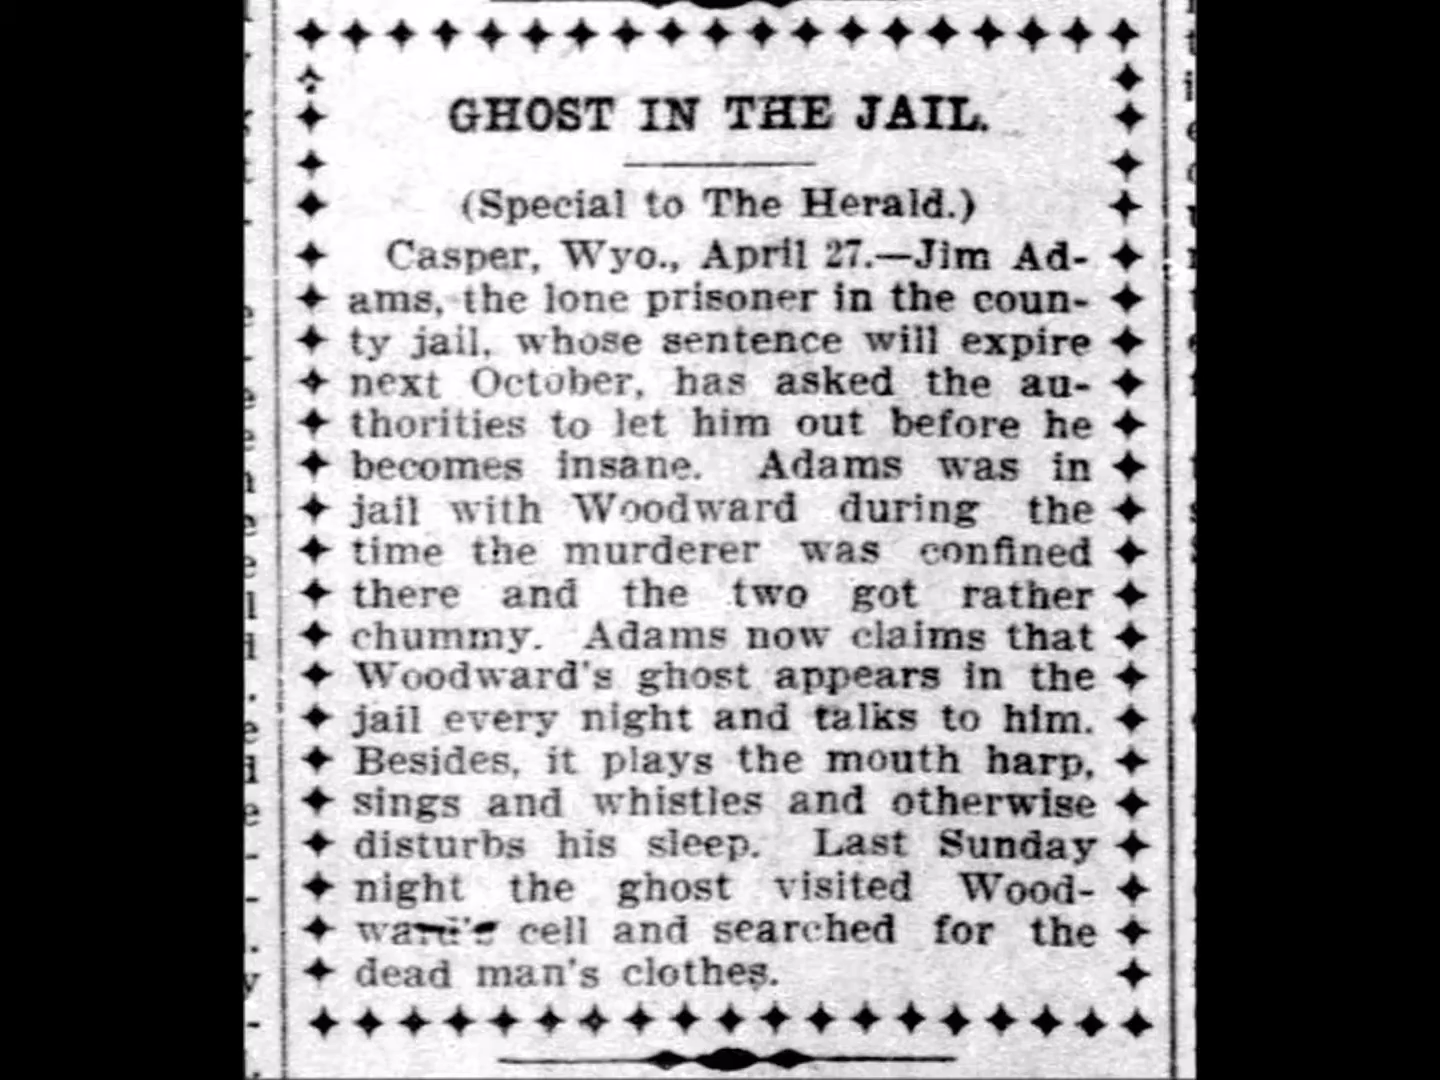 GHOST IN THE JAIL.
(Special to The Herald.)
Casper, Wyo., April 27.—Jim Ad-
ams, the lone prisoner in the coun-
ty jail, whose sentence will expire
next October, has asked the au-
thorities to let him out before he
becomes insane. Adams was in
jail with Woodward during the
time the murderer was confined
there and the two got rather
chummy. Adams now claims that
Woodward's ghost appears in the
jail every night and talks to him.
Besides, it plays the mouth harp,
sings and whistles and otherwise
disturbs his sleep. Last Sunday
night the ghost visited Wood-
ward's cell and searched for the
dead man's clothes.